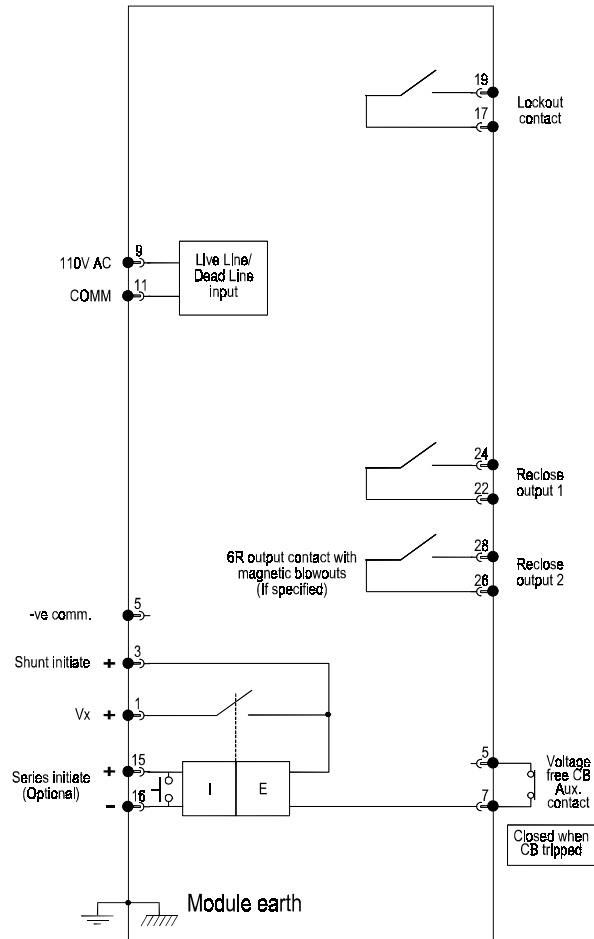 19
17
Lockout
contact
110V AC
9
Live Line/
Dead Line
input
COMM
11
24
22
Reclose
output 1
6R output contact with
magnetic blowouts
(If specified)
28
26
Reclose
output 2
-ve comm.
5
Shunt initiate +
3
Vx +
1
+
15
Series initiate
(Optional)
-
16
I
E
5
7
Voltage
free CB
Aux.
contact
Closed when
CB tripped
Module earth